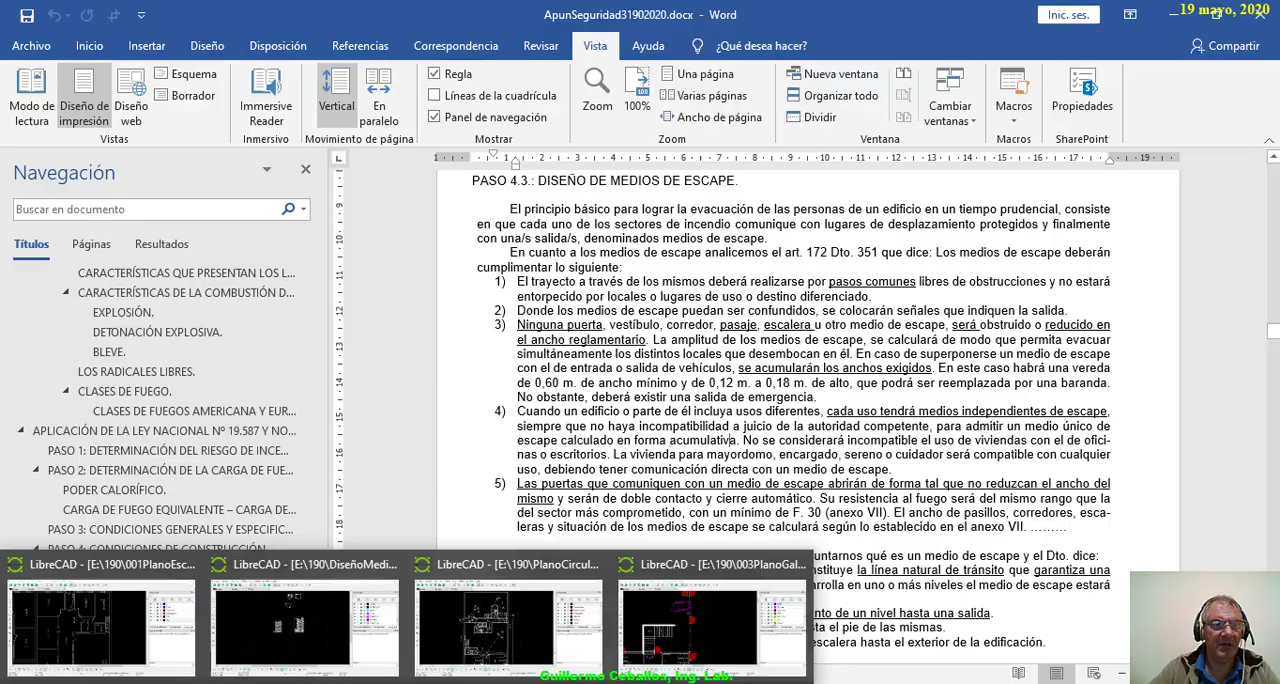 ApunSeguridad31902020.docx - Word
Inic. ses.
19 mayo, 2020
Archivo Inicio Insertar Diseño Disposición Referencias Correspondencia Revisar Vista Ayuda ¿Qué desea hacer? Compartir
Modo de lectura
Diseño de impresión
Diseño web
Esquema
Borrador
Vistas
Immersive Reader
Inmersivo
Vertical
En paralelo
Movimiento de página
Regla
Líneas de la cuadrícula
Panel de navegación
Mostrar
Zoom
100%
Una página
Varias páginas
Ancho de página
Zoom
Nueva ventana
Organizar todo
Dividir
Cambiar ventanas
Ventana
Macros
Macros
Propiedades
SharePoint
Navegación
Buscar en documento
Títulos Páginas Resultados
CARACTERÍSTICAS QUE PRESENTAN LOS L...
CARACTERÍSTICAS DE LA COMBUSTIÓN D...
EXPLOSIÓN.
DETONACIÓN EXPLOSIVA.
BLEVE.
LOS RADICALES LIBRES.
CLASES DE FUEGO.
CLASES DE FUEGOS AMERICANA Y EUR...
APLICACIÓN DE LA LEY NACIONAL Nº 19.587 Y NO...
PASO 1: DETERMINACIÓN DEL RIESGO DE INCE...
PASO 2: DETERMINACIÓN DE LA CARGA DE FUE...
PODER CALORÍFICO.
CARGA DE FUEGO EQUIVALENTE – CARGA DE...
PASO 3: CONDICIONES GENERALES Y ESPECIFIC...
PASO 4: CONDICIONES DE CONSTRUCCIÓN
PASO 4.3.: DISEÑO DE MEDIOS DE ESCAPE.
El principio básico para lograr la evacuación de las personas de un edificio en un tiempo prudencial, consiste
en que cada uno de los sectores de incendio comunique con lugares de desplazamiento protegidos y finalmente
con una/s salida/s, denominados medios de escape.
En cuanto a los medios de escape analicemos el art. 172 Dto. 351 que dice: Los medios de escape deberán
cumplimentar lo siguiente:
1) El trayecto a través de los mismos deberá realizarse por pasos comunes libres de obstrucciones y no estará
entorpecido por locales o lugares de uso o destino diferenciado.
2) Donde los medios de escape puedan ser confundidos, se colocarán señales que indiquen la salida.
3) Ninguna puerta, vestíbulo, corredor, pasaje, escalera u otro medio de escape, será obstruido o reducido en
el ancho reglamentario. La amplitud de los medios de escape, se calculará de modo que permita evacuar
simultáneamente los distintos locales que desembocan en él. En caso de superponerse un medio de escape
con el de entrada o salida de vehículos, se acumularán los anchos exigidos. En este caso habrá una vereda
de 0,60 m. de ancho mínimo y de 0,12 m. a 0,18 m. de alto, que podrá ser reemplazada por una baranda.
No obstante, deberá existir una salida de emergencia.
4) Cuando un edificio o parte de él incluya usos diferentes, cada uso tendrá medios independientes de escape,
siempre que no haya incompatibilidad a juicio de la autoridad competente, para admitir un medio único de
escape calculado en forma acumulativa. No se considerará incompatible el uso de viviendas con el de ofici-
nas o escritorios. La vivienda para mayordomo, encargado, sereno o cuidador será compatible con cualquier
uso, debiendo tener comunicación directa con un medio de escape.
5) Las puertas que comuniquen con un medio de escape abrirán de forma tal que no reduzcan el ancho del
mismo y serán de doble contacto y cierre automático. Su resistencia al fuego será del mismo rango que la
del sector más comprometido, con un mínimo de F. 30 (anexo VII). El ancho de pasillos, corredores, esca-
leras y situación de los medios de escape se calculará según lo establecido en el anexo VII. .........
untarnos qué es un medio de escape y el Dto. dice:
nstituye la línea natural de tránsito que garantiza una
rrolla en uno o más niveles el medio de escape estará
nto de un nivel hasta una salida.
ta el pie de las mismas.
escalera hasta el exterior de la edificación.
LibreCAD - [E:\190\001PlanoEsc...
LibreCAD - [E:\190\DiseñoMedi...
LibreCAD - [E:\190\PlanoCircul...
LibreCAD - [E:\190\003PlanoGal...
Guillermo Ceballos, Ing. Lab.